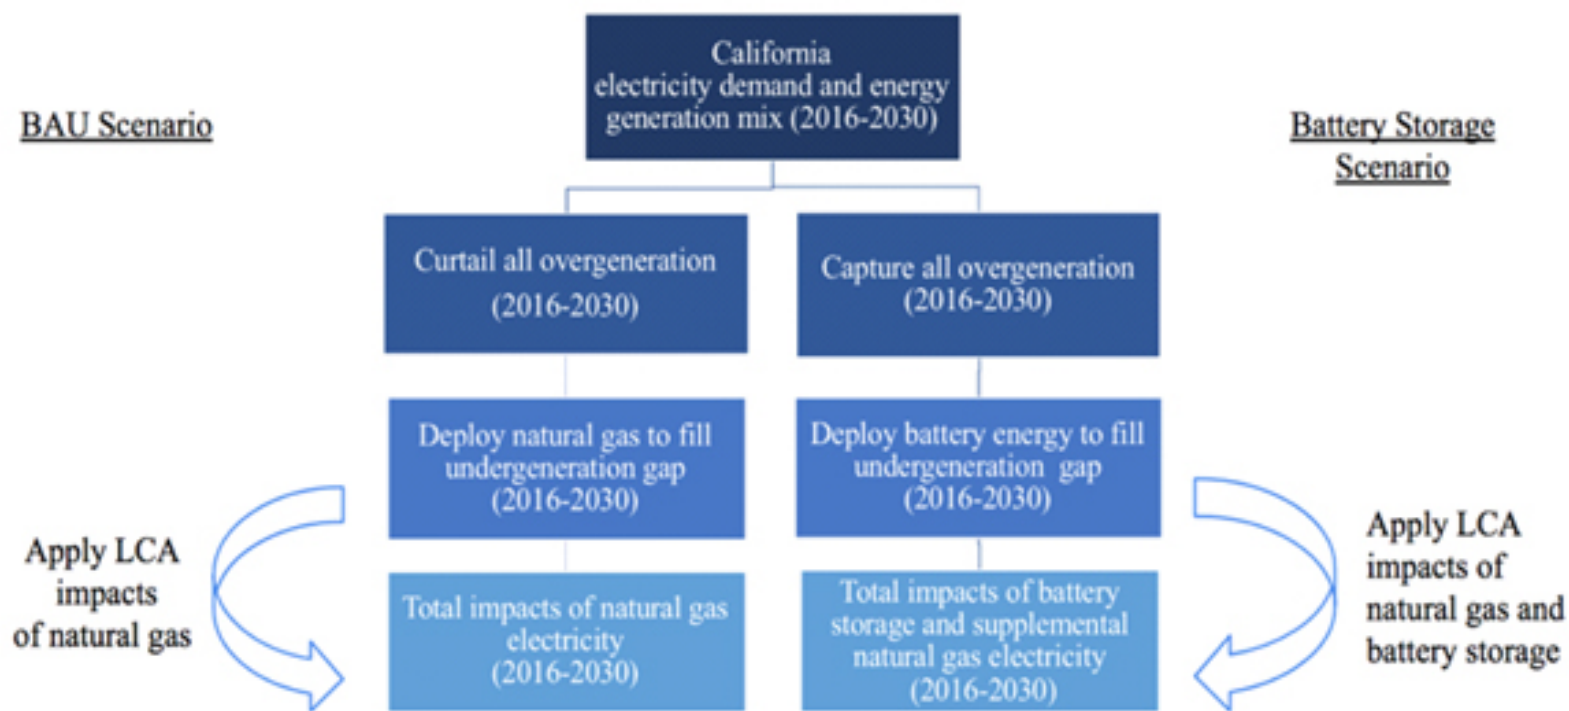 California
electricity demand and energy
generation mix (2016-2030)
BAU Scenario
Battery Storage
Scenario
Curtail all overgeneration
(2016-2030)
Capture all overgeneration
(2016-2030)
Deploy natural gas to fill
undergeneration gap
(2016-2030)
Deploy battery energy to fill
undergeneration gap
(2016-2030)
Apply LCA
impacts
of natural gas
Apply LCA
impacts of
natural gas and
battery storage
Total impacts of natural gas
electricity
(2016-2030)
Total impacts of battery
storage and supplemental
natural gas electricity
(2016-2030)